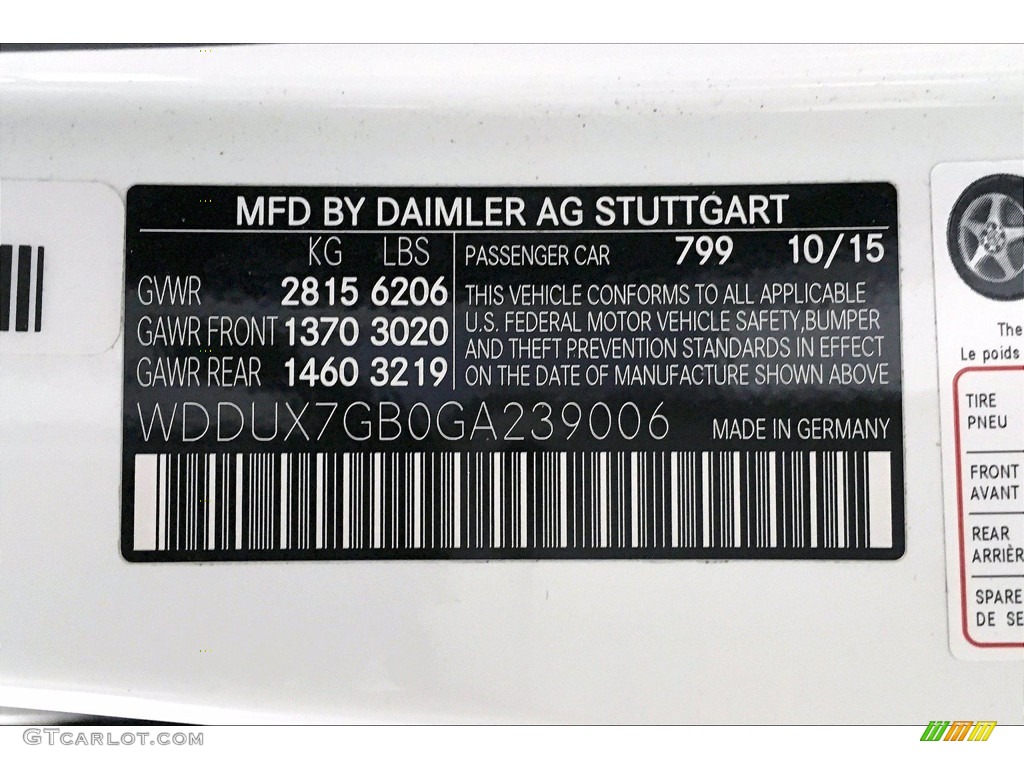 MFD BY DAIMLER AG STUTTGART
KG LBS
GVWR 2815 6206
GAWR FRONT 1370 3020
GAWR REAR 1460 3219
PASSENGER CAR 799 10/15
THIS VEHICLE CONFORMS TO ALL APPLICABLE
U.S. FEDERAL MOTOR VEHICLE SAFETY,BUMPER
AND THEFT PREVENTION STANDARDS IN EFFECT
ON THE DATE OF MANUFACTURE SHOWN ABOVE
WDDUX7GB0GA239006 MADE IN GERMANY
The
Le poids
TIRE
PNEU
FRONT
AVANT
REAR
ARRIÈR
SPARE
DE SE
GTCARLOT.COM